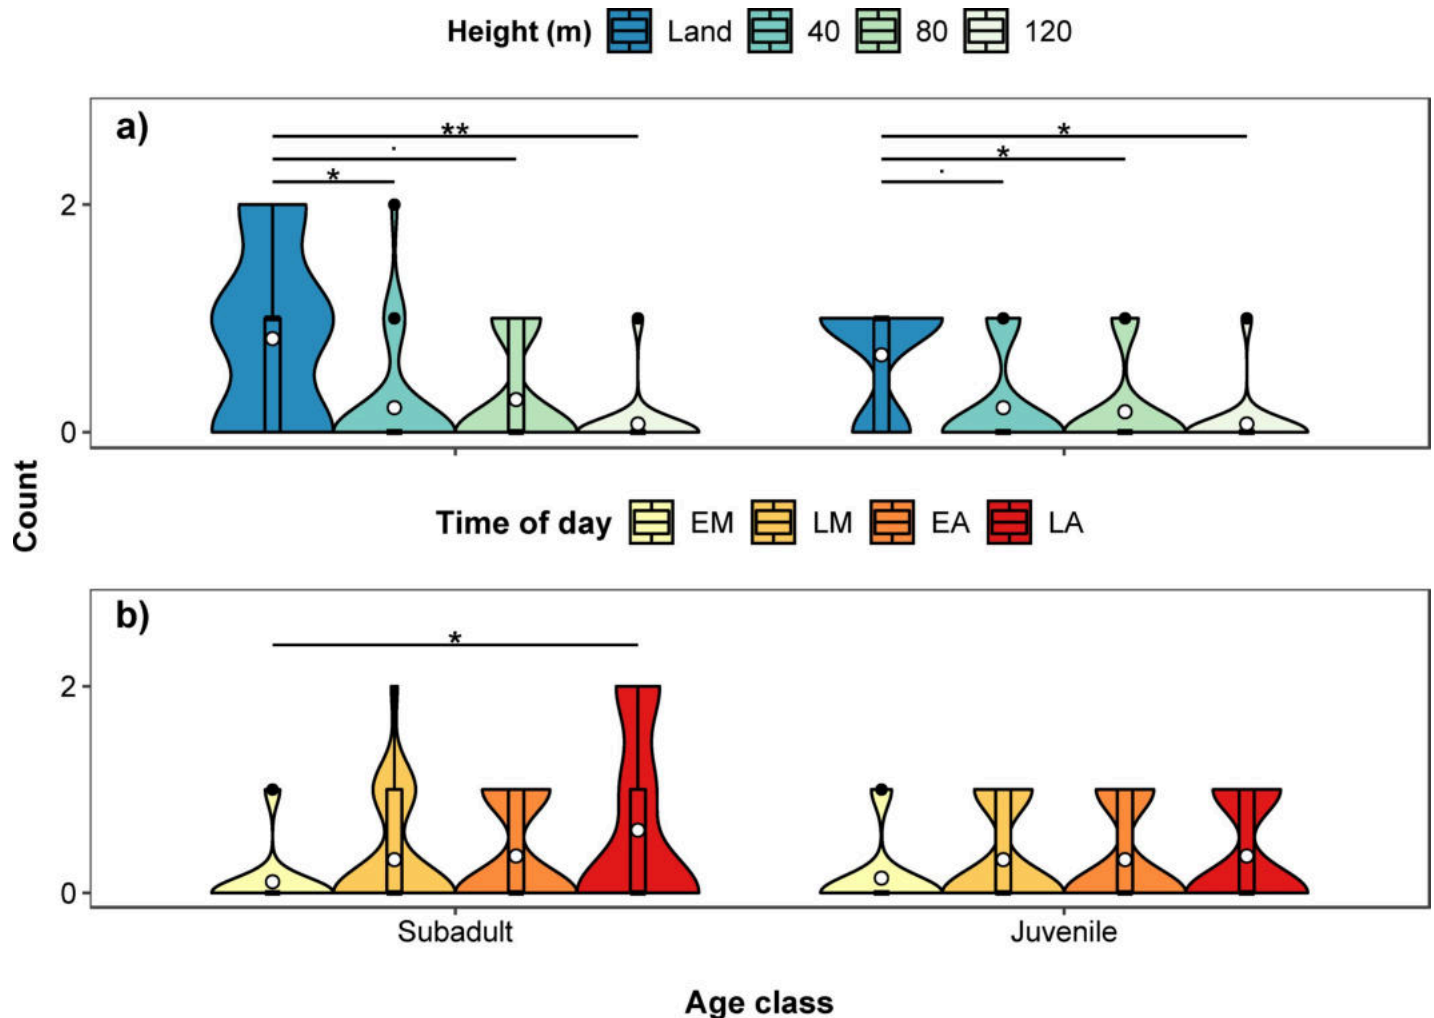 Height (m) Land 40 80 120
a)
** *
. *
* .
2
0
Count
Time of day EM LM EA LA
b)
*
2
0
Subadult Juvenile
Age class